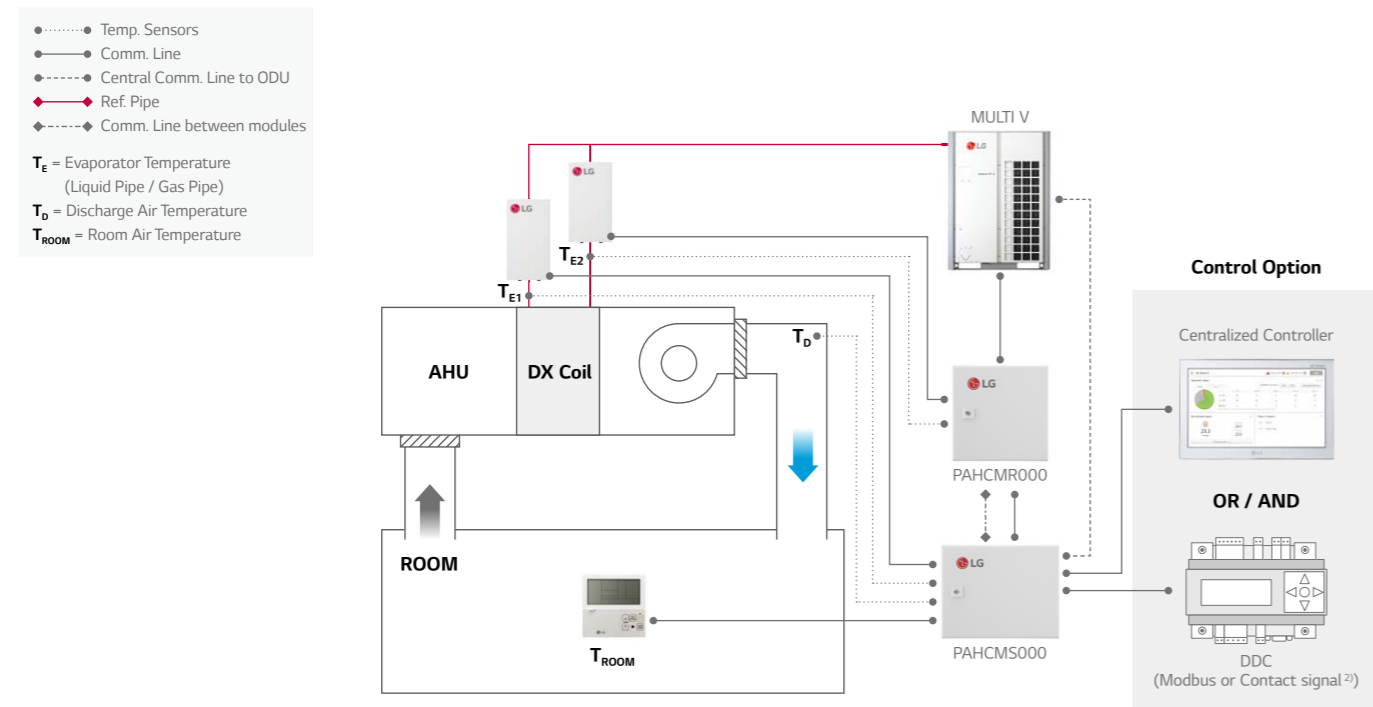 Temp. Sensors
Comm. Line
Central Comm. Line to ODU
Ref. Pipe
Comm. Line between modules
TE = Evaporator Temperature
(Liquid Pipe / Gas Pipe)
TD = Discharge Air Temperature
TROOM = Room Air Temperature
MULTI V
LG
LG
LG
TE2
TE1
Control Option
Centralized Controller
TD
AHU
DX Coil
LG
PAHCMR000
OR / AND
ROOM
LG
TROOM
PAHCMS000
DDC
(Modbus or Contact signal 2))